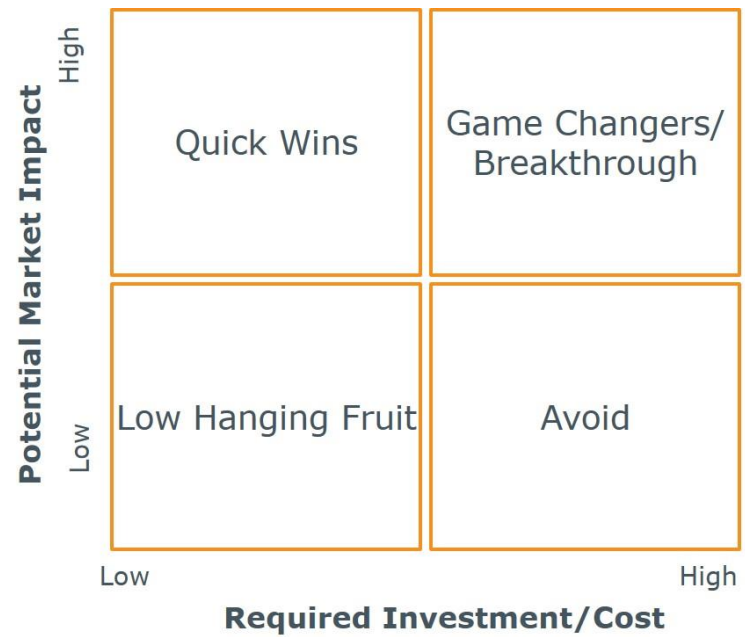 Potential Market Impact
High
Low
Quick Wins
Game Changers/
Breakthrough
Low Hanging Fruit
Avoid
Low
High
Required Investment/Cost